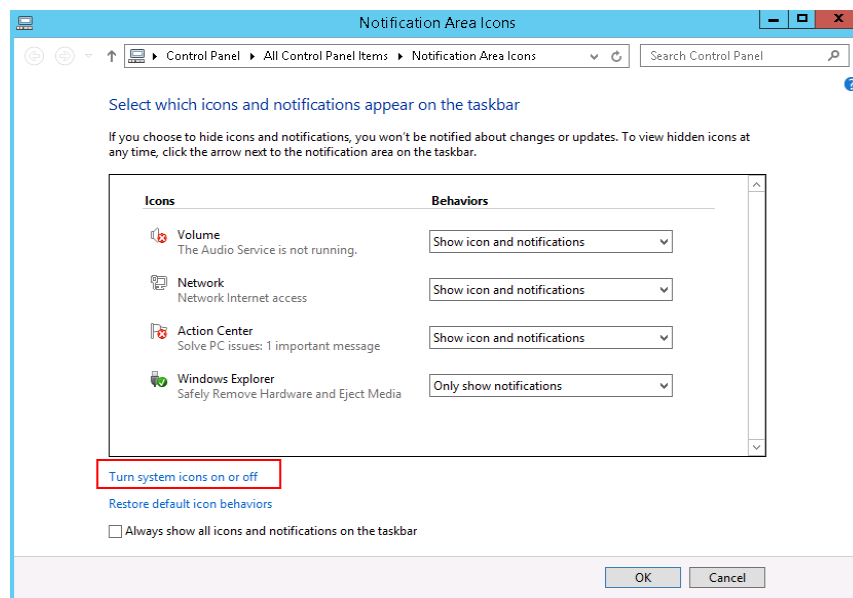 Notification Area Icons
Control Panel ▸ All Control Panel Items ▸ Notification Area Icons
Search Control Panel
Select which icons and notifications appear on the taskbar
If you choose to hide icons and notifications, you won't be notified about changes or updates. To view hidden icons at
any time, click the arrow next to the notification area on the taskbar.
Icons Behaviors
Volume
The Audio Service is not running.
Show icon and notifications
Network
Network Internet access
Show icon and notifications
Action Center
Solve PC issues: 1 important message
Show icon and notifications
Windows Explorer
Safely Remove Hardware and Eject Media
Only show notifications
Turn system icons on or off
Restore default icon behaviors
Always show all icons and notifications on the taskbar
OK Cancel